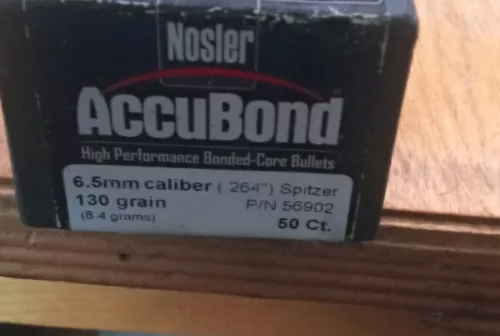 Nosler
AccuBond
High Performance Bonded-Core Bullets
6.5mm caliber (.264") Spitzer
130 grain P/N 56902
(8.4 grams) 50 Ct.